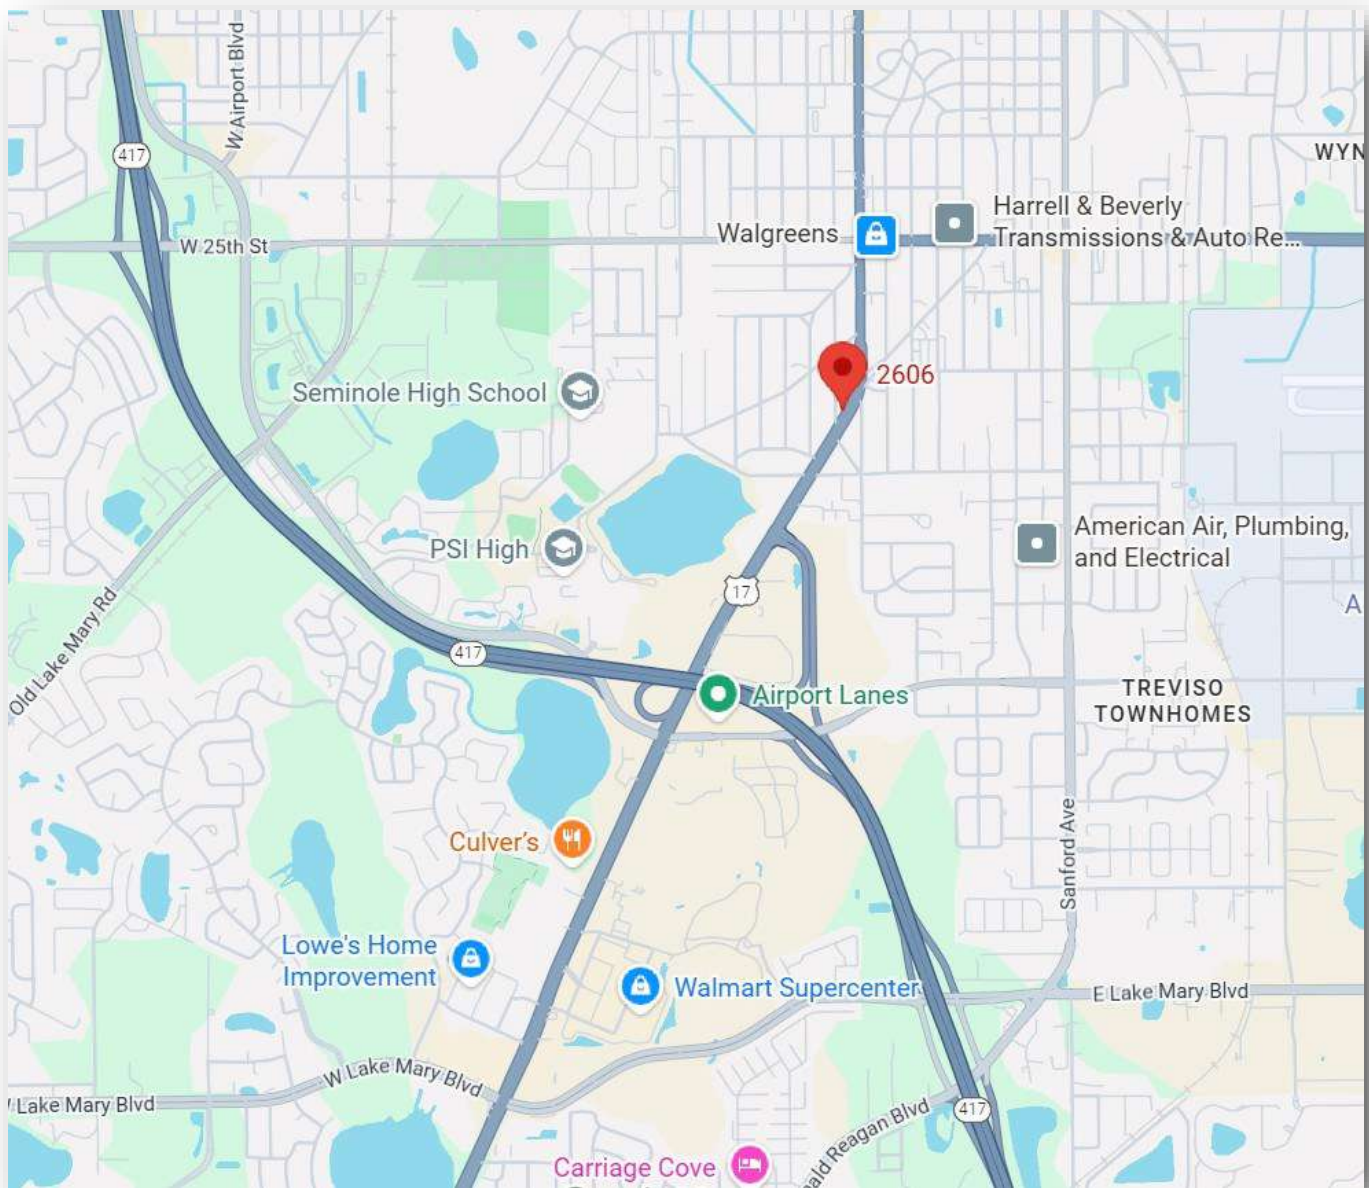 W Airport Blvd
417
WYN
Harrell & Beverly
Transmissions & Auto Re...
Walgreens
W 25th St
2606
Seminole High School
American Air, Plumbing,
and Electrical
PSI High
17
A
Old Lake Mary Rd
417
Airport Lanes
TREVISO
TOWNHOMES
Culver's
Sanford Ave
Lowe's Home
Improvement
Walmart Supercenter
E Lake Mary Blvd
W Lake Mary Blvd
Lake Mary Blvd
417
ald Reagan Blvd
Carriage Cove